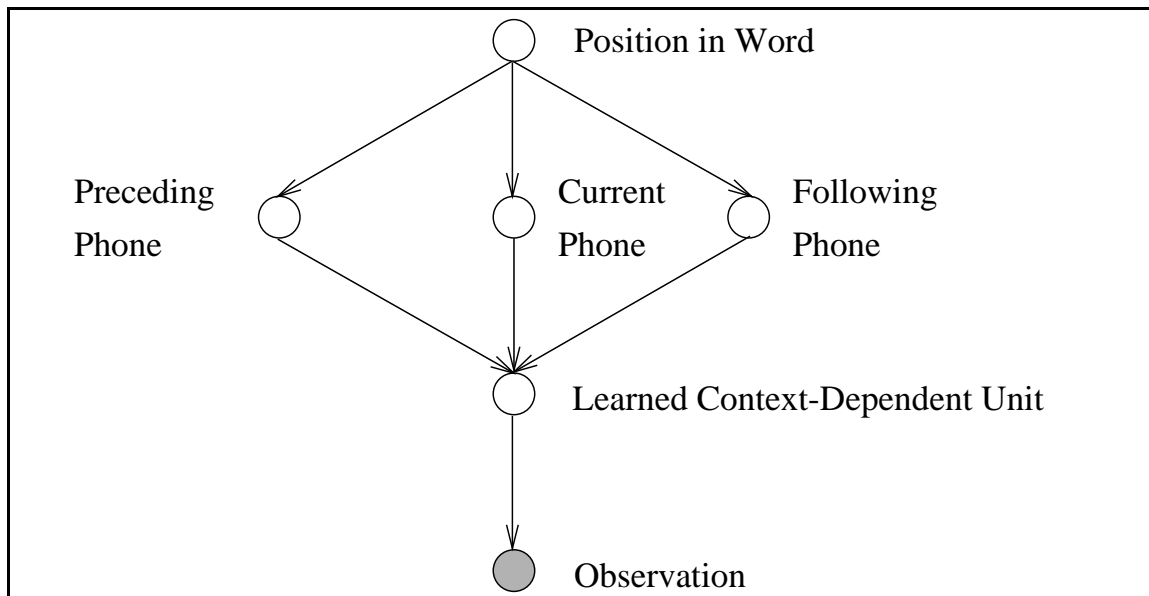 Position in Word
Preceding
Phone
Current
Phone
Following
Phone
Learned Context-Dependent Unit
Observation